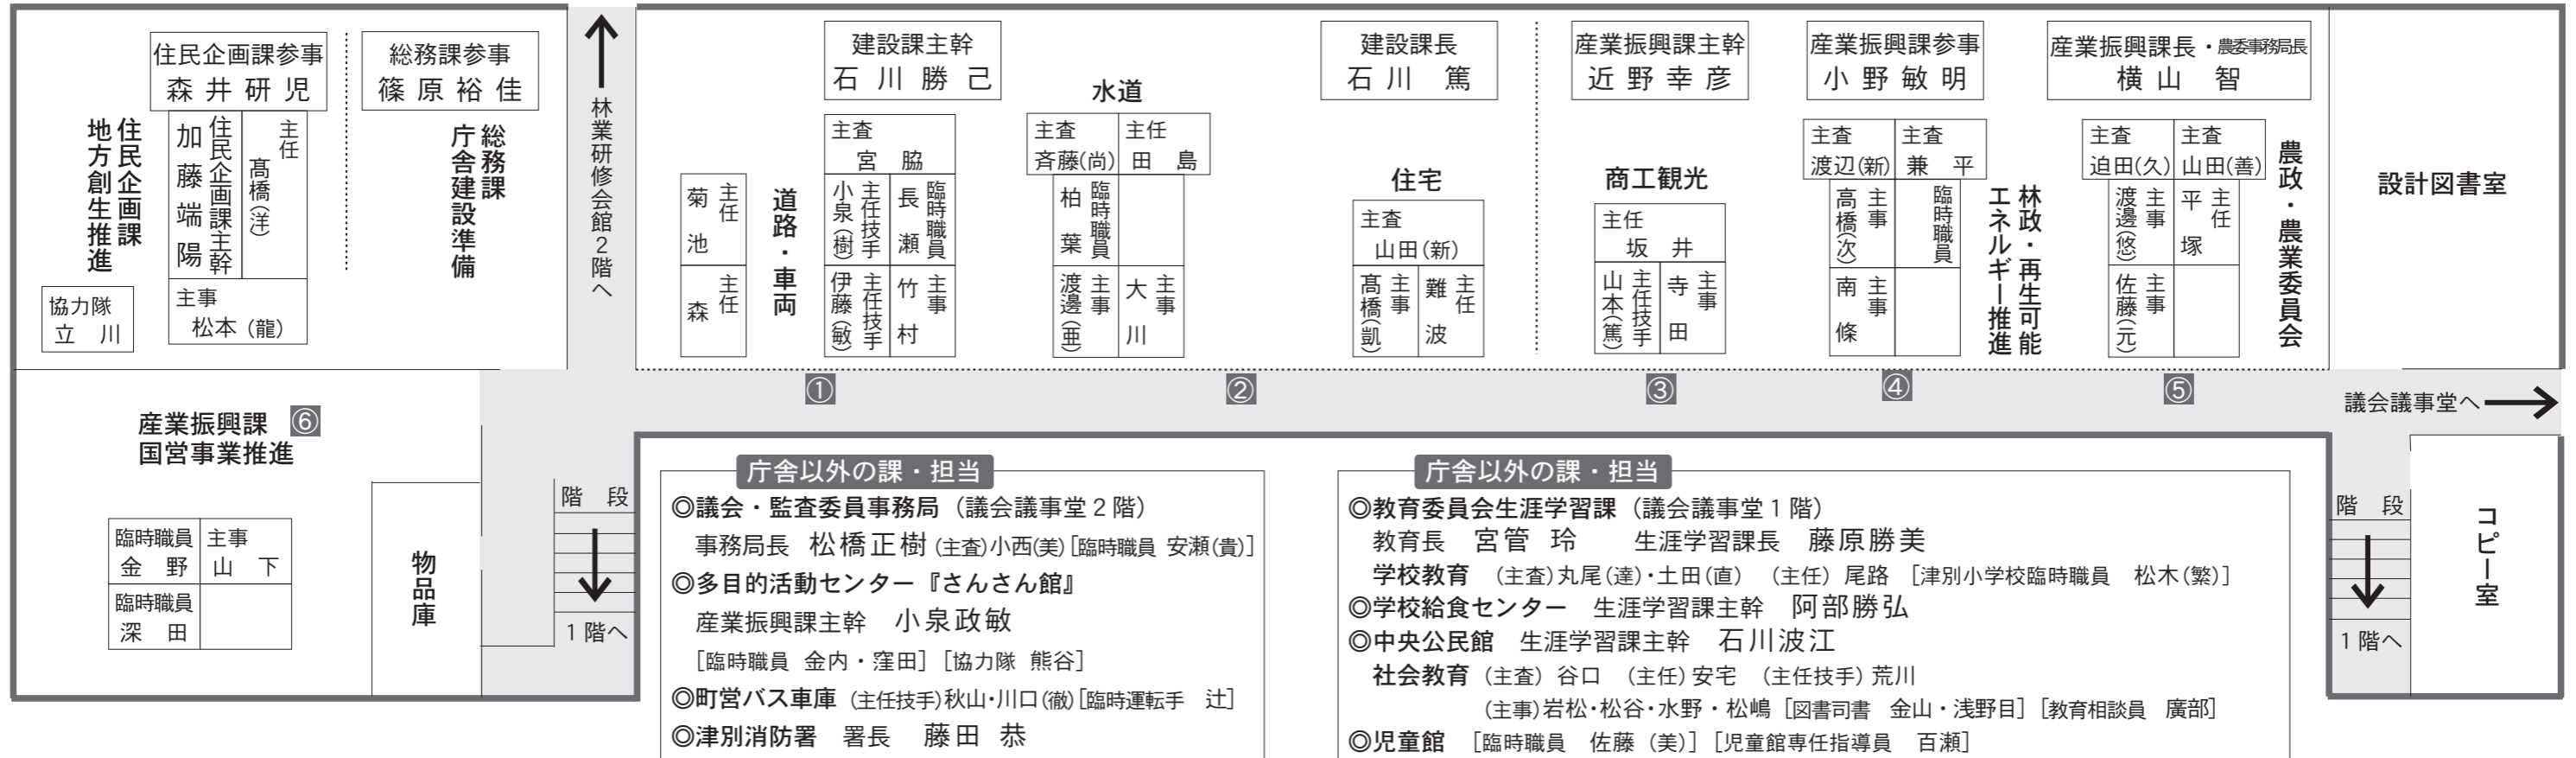 住民企画課参事
森井研児
総務課参事
篠原裕佳
住民企画課
地方創生推進
住民企画課主幹
加藤端陽
主任
髙橋(洋)
主事
松本(龍)
協力隊
立川
総務課
庁舎建設準備
林業研修会館2階へ
建設課主幹
石川勝己
水道
建設課長
石川 篤
主任
菊池
主任
森
道路・車両
主査
宮脇
主任技手
小泉(樹)
臨時職員
長瀬
主任技手
伊藤(敏)
主事
竹村
主査
斉藤(尚)
主任
田島
臨時職員
柏葉
主事
渡邊(亜)
主事
大川
住宅
主査
山田(新)
主事
髙橋(凱)
主任
難波
産業振興課主幹
近野幸彦
商工観光
主任
坂井
主任技手
山本(篤)
主事
寺田
産業振興課参事
小野敏明
主査
渡辺(新)
主査
兼平
主事
高橋(次)
臨時職員
主事
南條
林政・再生可能
エネルギー推進
産業振興課長・農委事務局長
横山 智
主査
迫田(久)
主査
山田(善)
主事
渡邊(悠)
主任
平塚
主事
佐藤(元)
農政・農業委員会
設計図書室
①
②
③
④
⑤
議会議事堂へ
産業振興課 ⑥
国営事業推進
臨時職員
金野
主事
山下
臨時職員
深田
物品庫
階段
1階へ
庁舎以外の課・担当
◎議会・監査委員事務局(議会議事堂2階)
事務局長 松橋正樹(主査)小西(美)[臨時職員 安瀬(貴)]
◎多目的活動センター『さんさん館』
産業振興課主幹 小泉政敏
[臨時職員 金内・窪田][協力隊 熊谷]
◎町営バス車庫 (主任技手)秋山・川口(徹)[臨時運転手 辻]
◎津別消防署 署長 藤田 恭
庁舎以外の課・担当
◎教育委員会生涯学習課(議会議事堂1階)
教育長 宮管 玲 生涯学習課長 藤原勝美
学校教育 (主査)丸尾(達)・土田(直) (主任)尾路 [津別小学校臨時職員 松木(繁)]
◎学校給食センター 生涯学習課主幹 阿部勝弘
◎中央公民館 生涯学習課主幹 石川波江
社会教育 (主査)谷口 (主任)安宅 (主任技手)荒川
(主事)岩松・松谷・水野・松嶋[図書司書 金山・浅野目][教育相談員 廣部]
◎児童館 [臨時職員 佐藤(美)][児童館専任指導員 百瀬]
階段
1階へ
コピー室